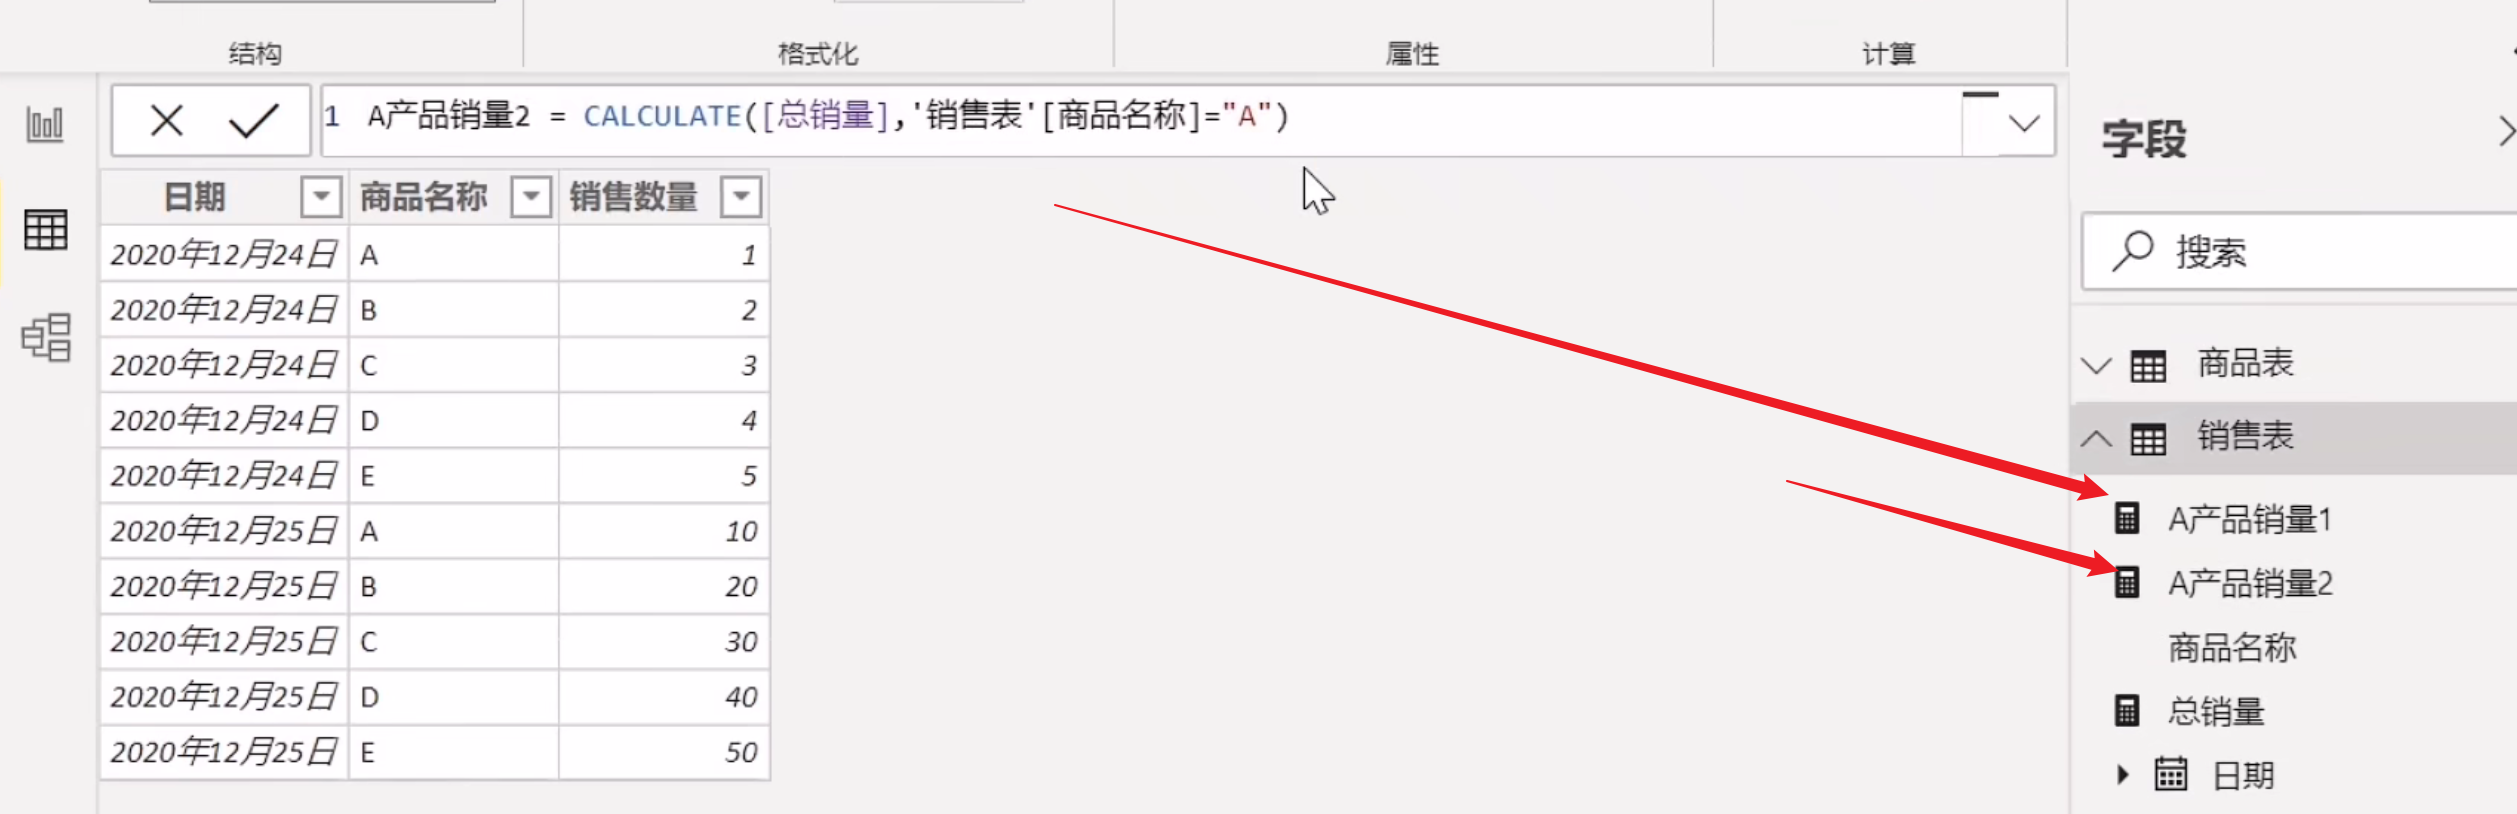 结构 格式化 属性 计算
1 A产品销量2 = CALCULATE([总销量],'销售表'[商品名称]="A")
日期 商品名称 销售数量
2020年12月24日 A 1
2020年12月24日 B 2
2020年12月24日 C 3
2020年12月24日 D 4
2020年12月24日 E 5
2020年12月25日 A 10
2020年12月25日 B 20
2020年12月25日 C 30
2020年12月25日 D 40
2020年12月25日 E 50
字段
搜索
商品表
销售表
A产品销量1
A产品销量2
商品名称
总销量
日期